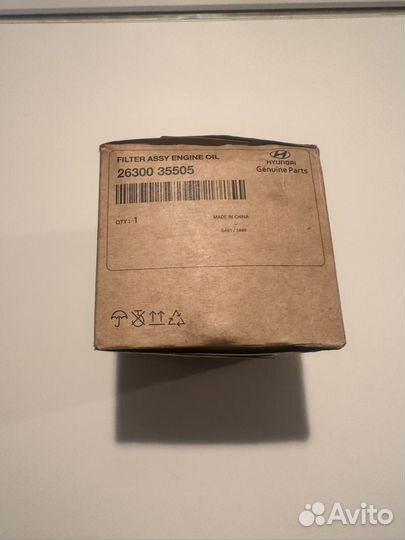 FILTER ASSY ENGINE OIL
26300 35505
HYUNDAI
Genuine Parts
QTY: 1
MADE IN CHINA
Avito